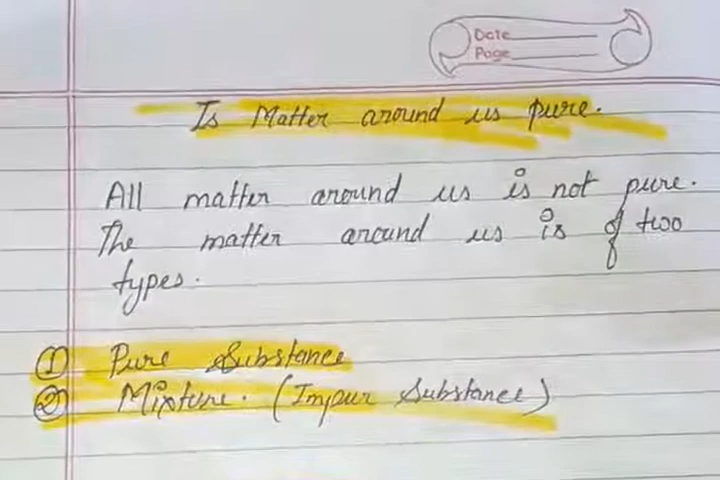 Date
Page
Is Matter around us pure.
All matter around us is not pure.
The matter around us is of two
types.
① Pure Substance
② Mixture. (Impur Substance)